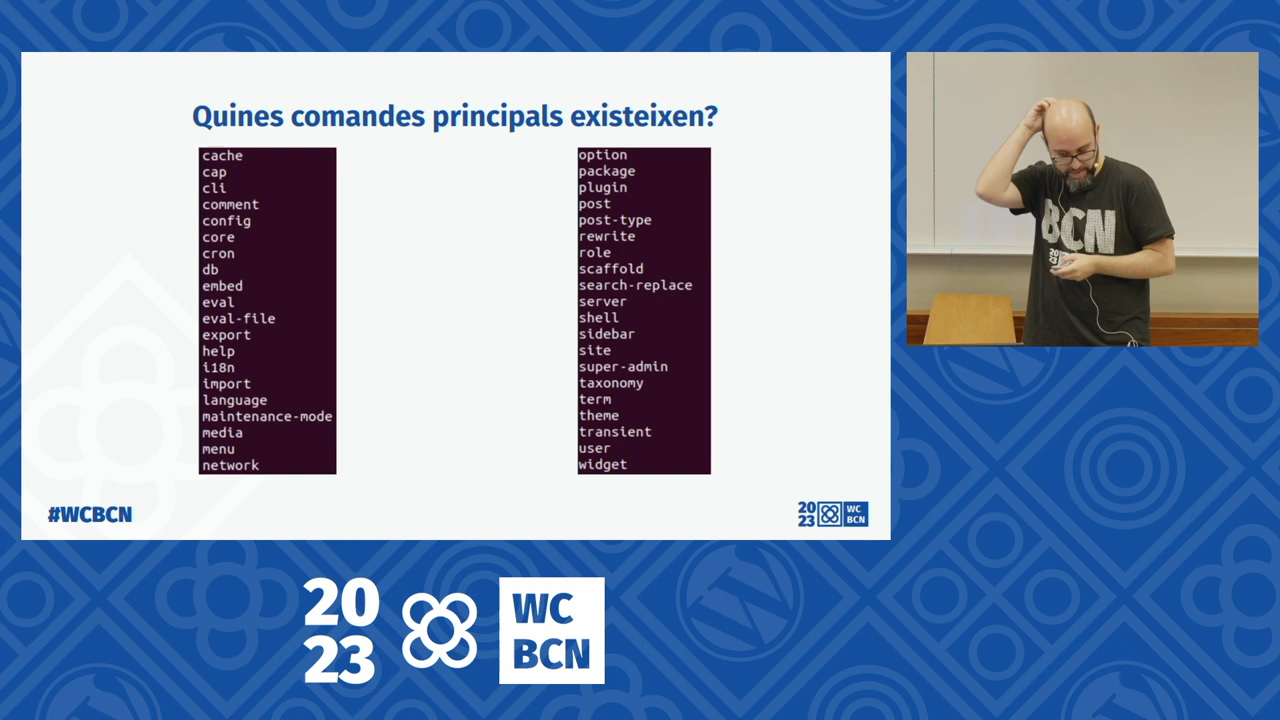 Quines comandes principals existeixen?
cache
cap
cli
comment
config
core
cron
db
embed
eval
eval-file
export
help
i18n
import
language
maintenance-mode
media
menu
network
option
package
plugin
post
post-type
rewrite
role
scaffold
search-replace
server
shell
sidebar
site
super-admin
taxonomy
term
theme
transient
user
widget
#WCBCN
20
23
WC
BCN
BCN
20
23
20
23
WC
BCN